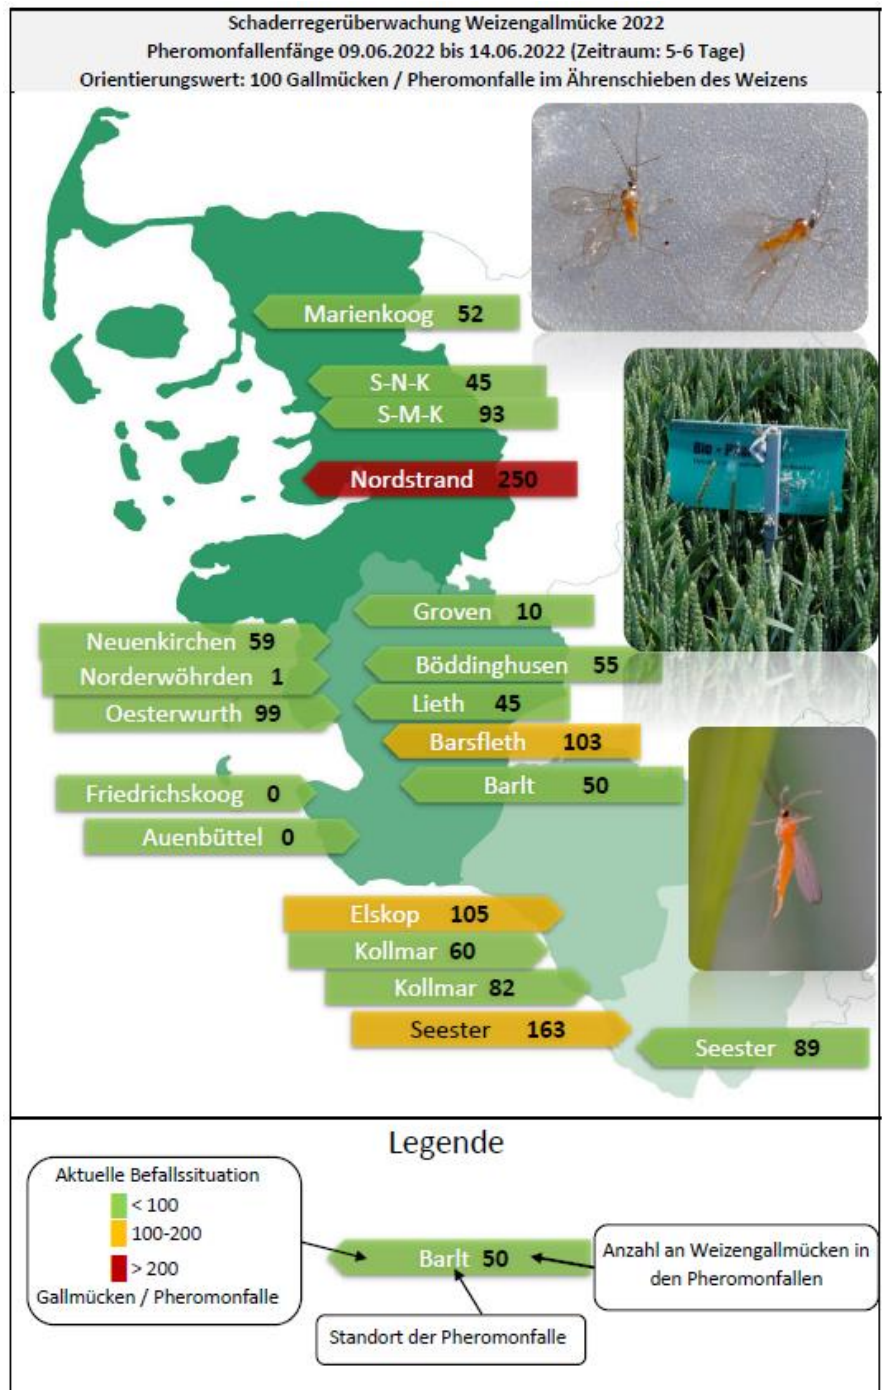 Schaderregerüberwachung Weizengallmücke 2022
Pheromonfallenfänge 09.06.2022 bis 14.06.2022 (Zeitraum: 5-6 Tage)
Orientierungswert: 100 Gallmücken / Pheromonfalle im Ährenschieben des Weizens
Marienkoog 52
S-N-K 45
S-M-K 93
Nordstrand 250
Groven 10
Neuenkirchen 59
Böddinghusen 55
Norderwöhrden 1
Lieth 45
Oesterwurth 99
Barsfleth 103
Barlt 50
Friedrichskoog 0
Auenbüttel 0
Elskop 105
Kollmar 60
Kollmar 82
Seester 163
Seester 89
Legende
Aktuelle Befallssituation
< 100
100-200
> 200
Gallmücken / Pheromonfalle
Barlt 50
Anzahl an Weizengallmücken in
den Pheromonfallen
Standort der Pheromonfalle